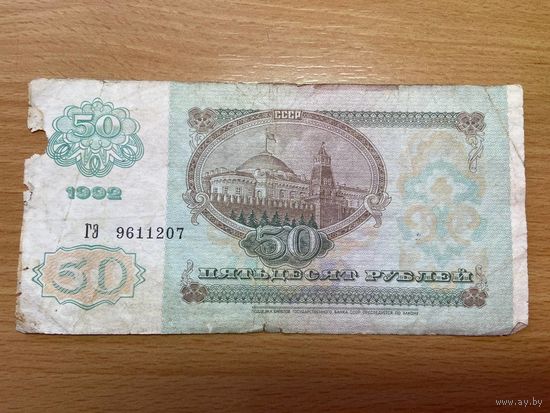 50
СССР
1992
ГЭ 9611207
50
50
ПЯТЬДЕСЯТ РУБЛЕЙ
ПОДДЕЛКА БИЛЕТОВ ГОСУДАРСТВЕННОГО БАНКА СССР ПРЕСЛЕДУЕТСЯ ПО ЗАКОНУ
www.ay.by